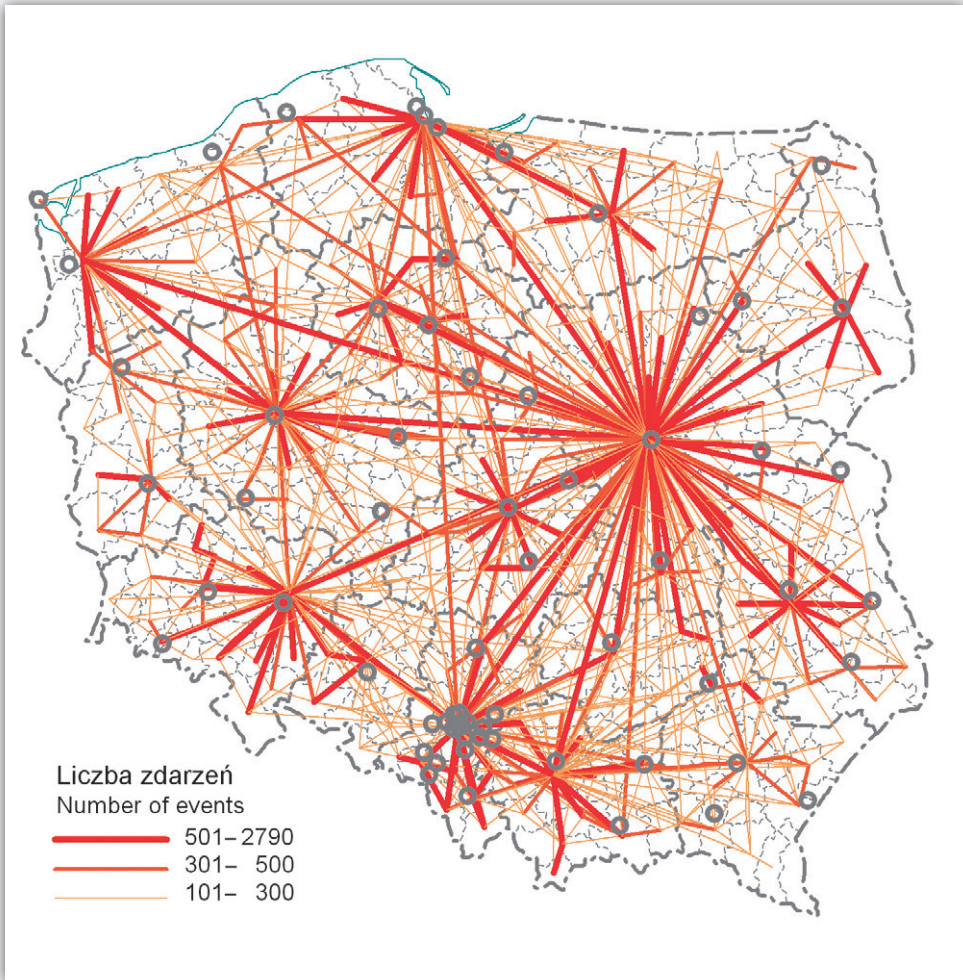 Liczba zdarzeń
Number of events
501– 2790
301– 500
101– 300